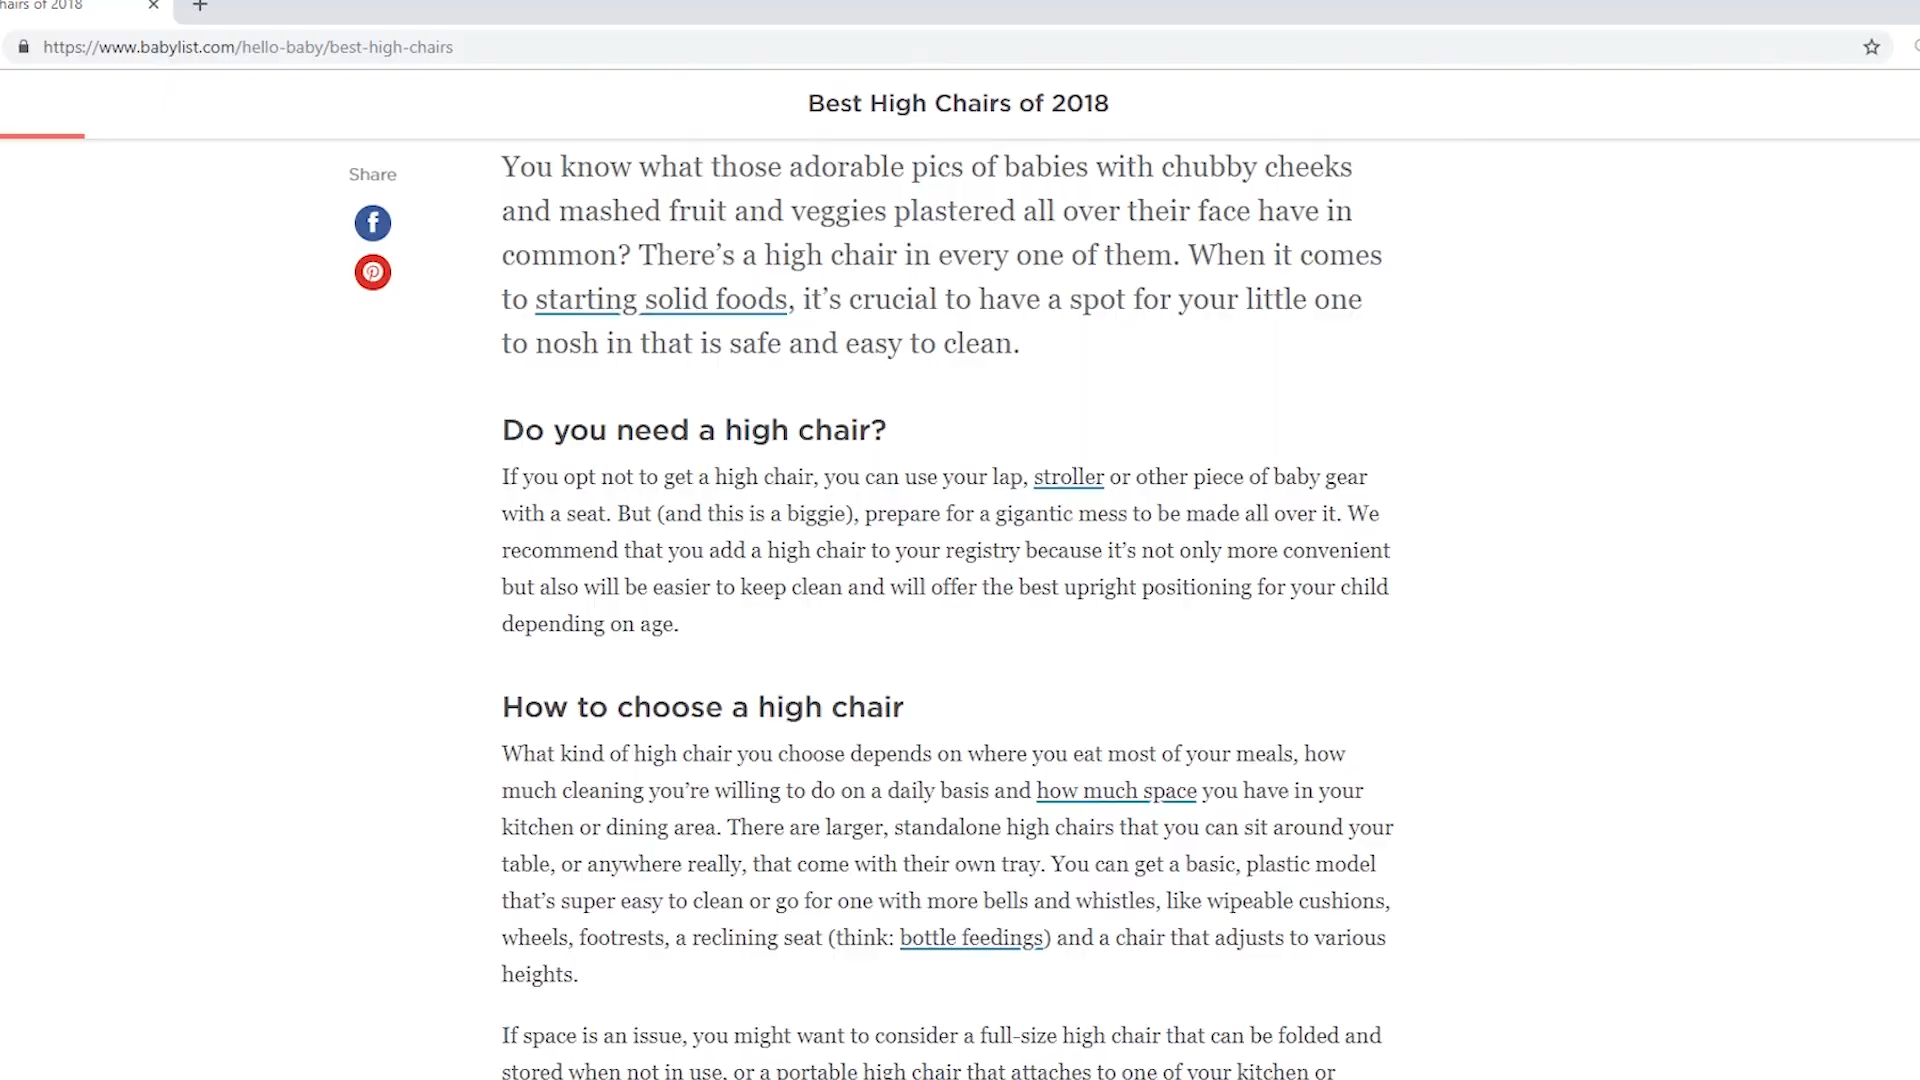 hairs of 2018
https://www.babylist.com/hello-baby/best-high-chairs
Best High Chairs of 2018
Share
You know what those adorable pics of babies with chubby cheeks
and mashed fruit and veggies plastered all over their face have in
common? There’s a high chair in every one of them. When it comes
to starting solid foods, it’s crucial to have a spot for your little one
to nosh in that is safe and easy to clean.
Do you need a high chair?
If you opt not to get a high chair, you can use your lap, stroller or other piece of baby gear
with a seat. But (and this is a biggie), prepare for a gigantic mess to be made all over it. We
recommend that you add a high chair to your registry because it’s not only more convenient
but also will be easier to keep clean and will offer the best upright positioning for your child
depending on age.
How to choose a high chair
What kind of high chair you choose depends on where you eat most of your meals, how
much cleaning you’re willing to do on a daily basis and how much space you have in your
kitchen or dining area. There are larger, standalone high chairs that you can sit around your
table, or anywhere really, that come with their own tray. You can get a basic, plastic model
that’s super easy to clean or go for one with more bells and whistles, like wipeable cushions,
wheels, footrests, a reclining seat (think: bottle feedings) and a chair that adjusts to various
heights.
If space is an issue, you might want to consider a full-size high chair that can be folded and
stored when not in use, or a portable high chair that attaches to one of your kitchen or